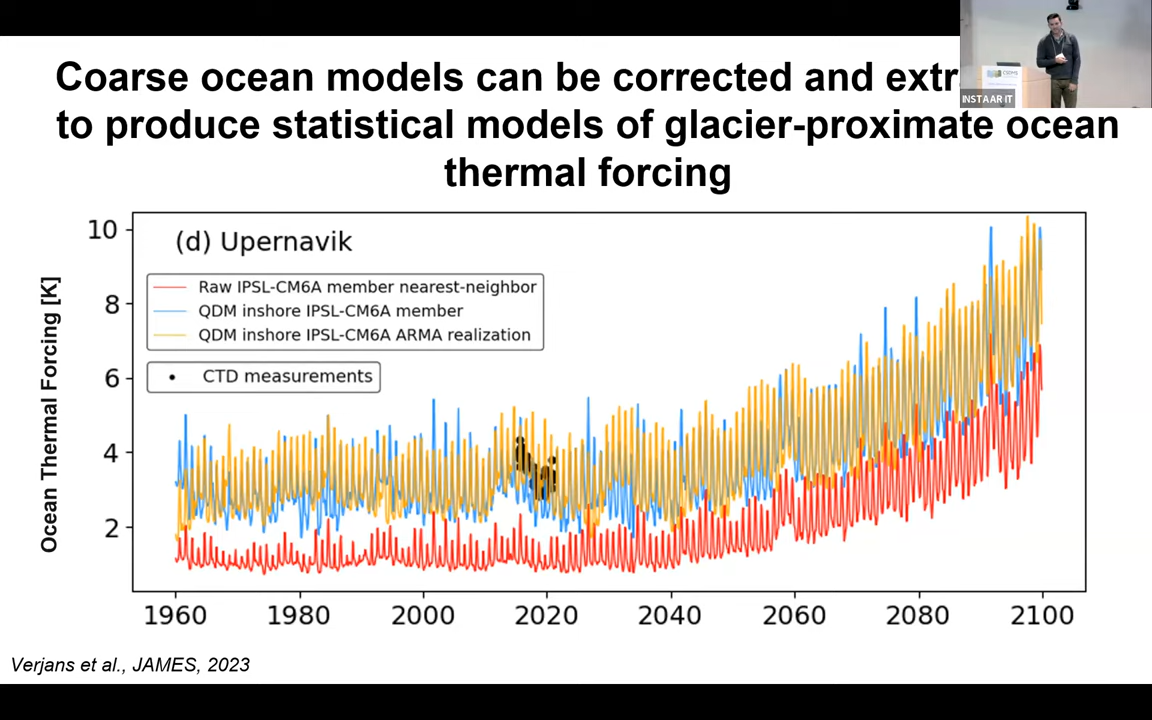 Coarse ocean models can be corrected and
to produce statistical models of glacier-proximate ocean
thermal forcing
INSTAAR IT
(d) Upernavik
Raw IPSL-CM6A member nearest-neighbor
QDM inshore IPSL-CM6A member
QDM inshore IPSL-CM6A ARMA realization
CTD measurements
Ocean Thermal Forcing [K]
10
8
6
4
2
1960 1980 2000 2020 2040 2060 2080 2100
Verjans et al., JAMES, 2023